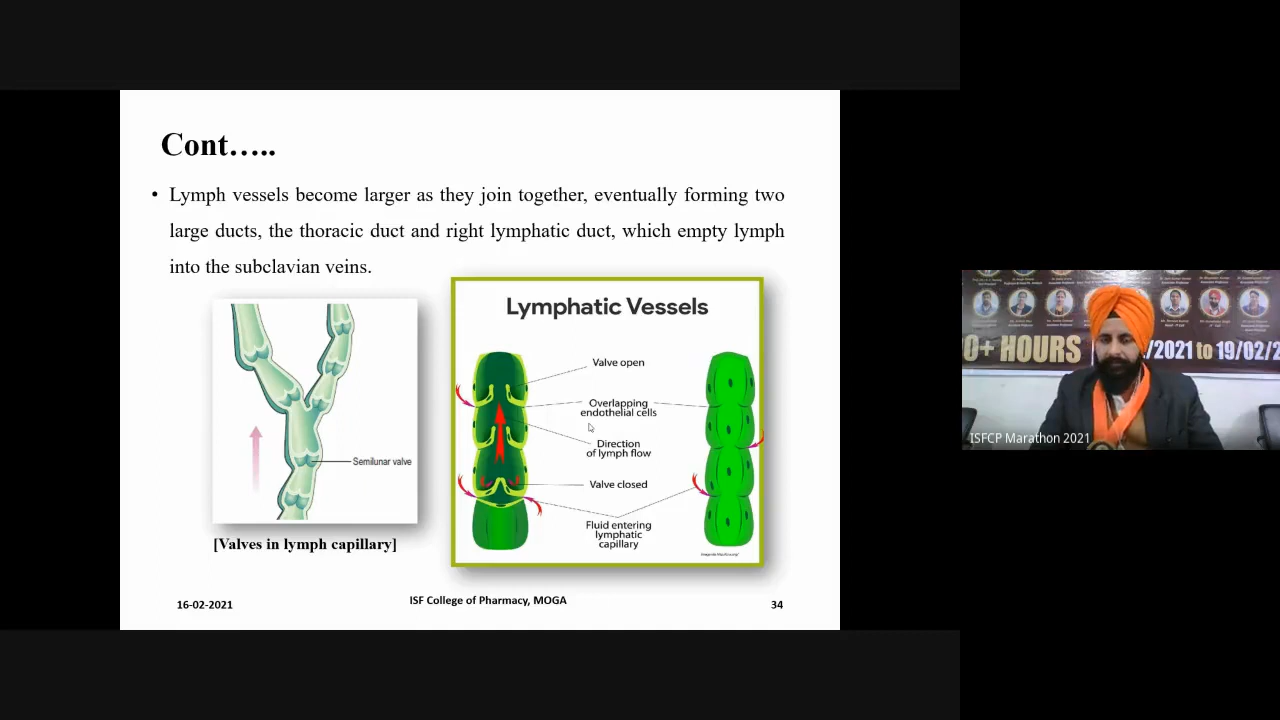 Cont…..
• Lymph vessels become larger as they join together, eventually forming two
large ducts, the thoracic duct and right lymphatic duct, which empty lymph
into the subclavian veins.
Semilunar valve
[Valves in lymph capillary]
Lymphatic Vessels
Valve open
Overlapping
endothelial cells
Direction
of lymph flow
Valve closed
Fluid entering
lymphatic
capillary
16-02-2021
ISF College of Pharmacy, MOGA
34
0+ HOURS
/2021 to 19/02/2
ISFCP Marathon 2021